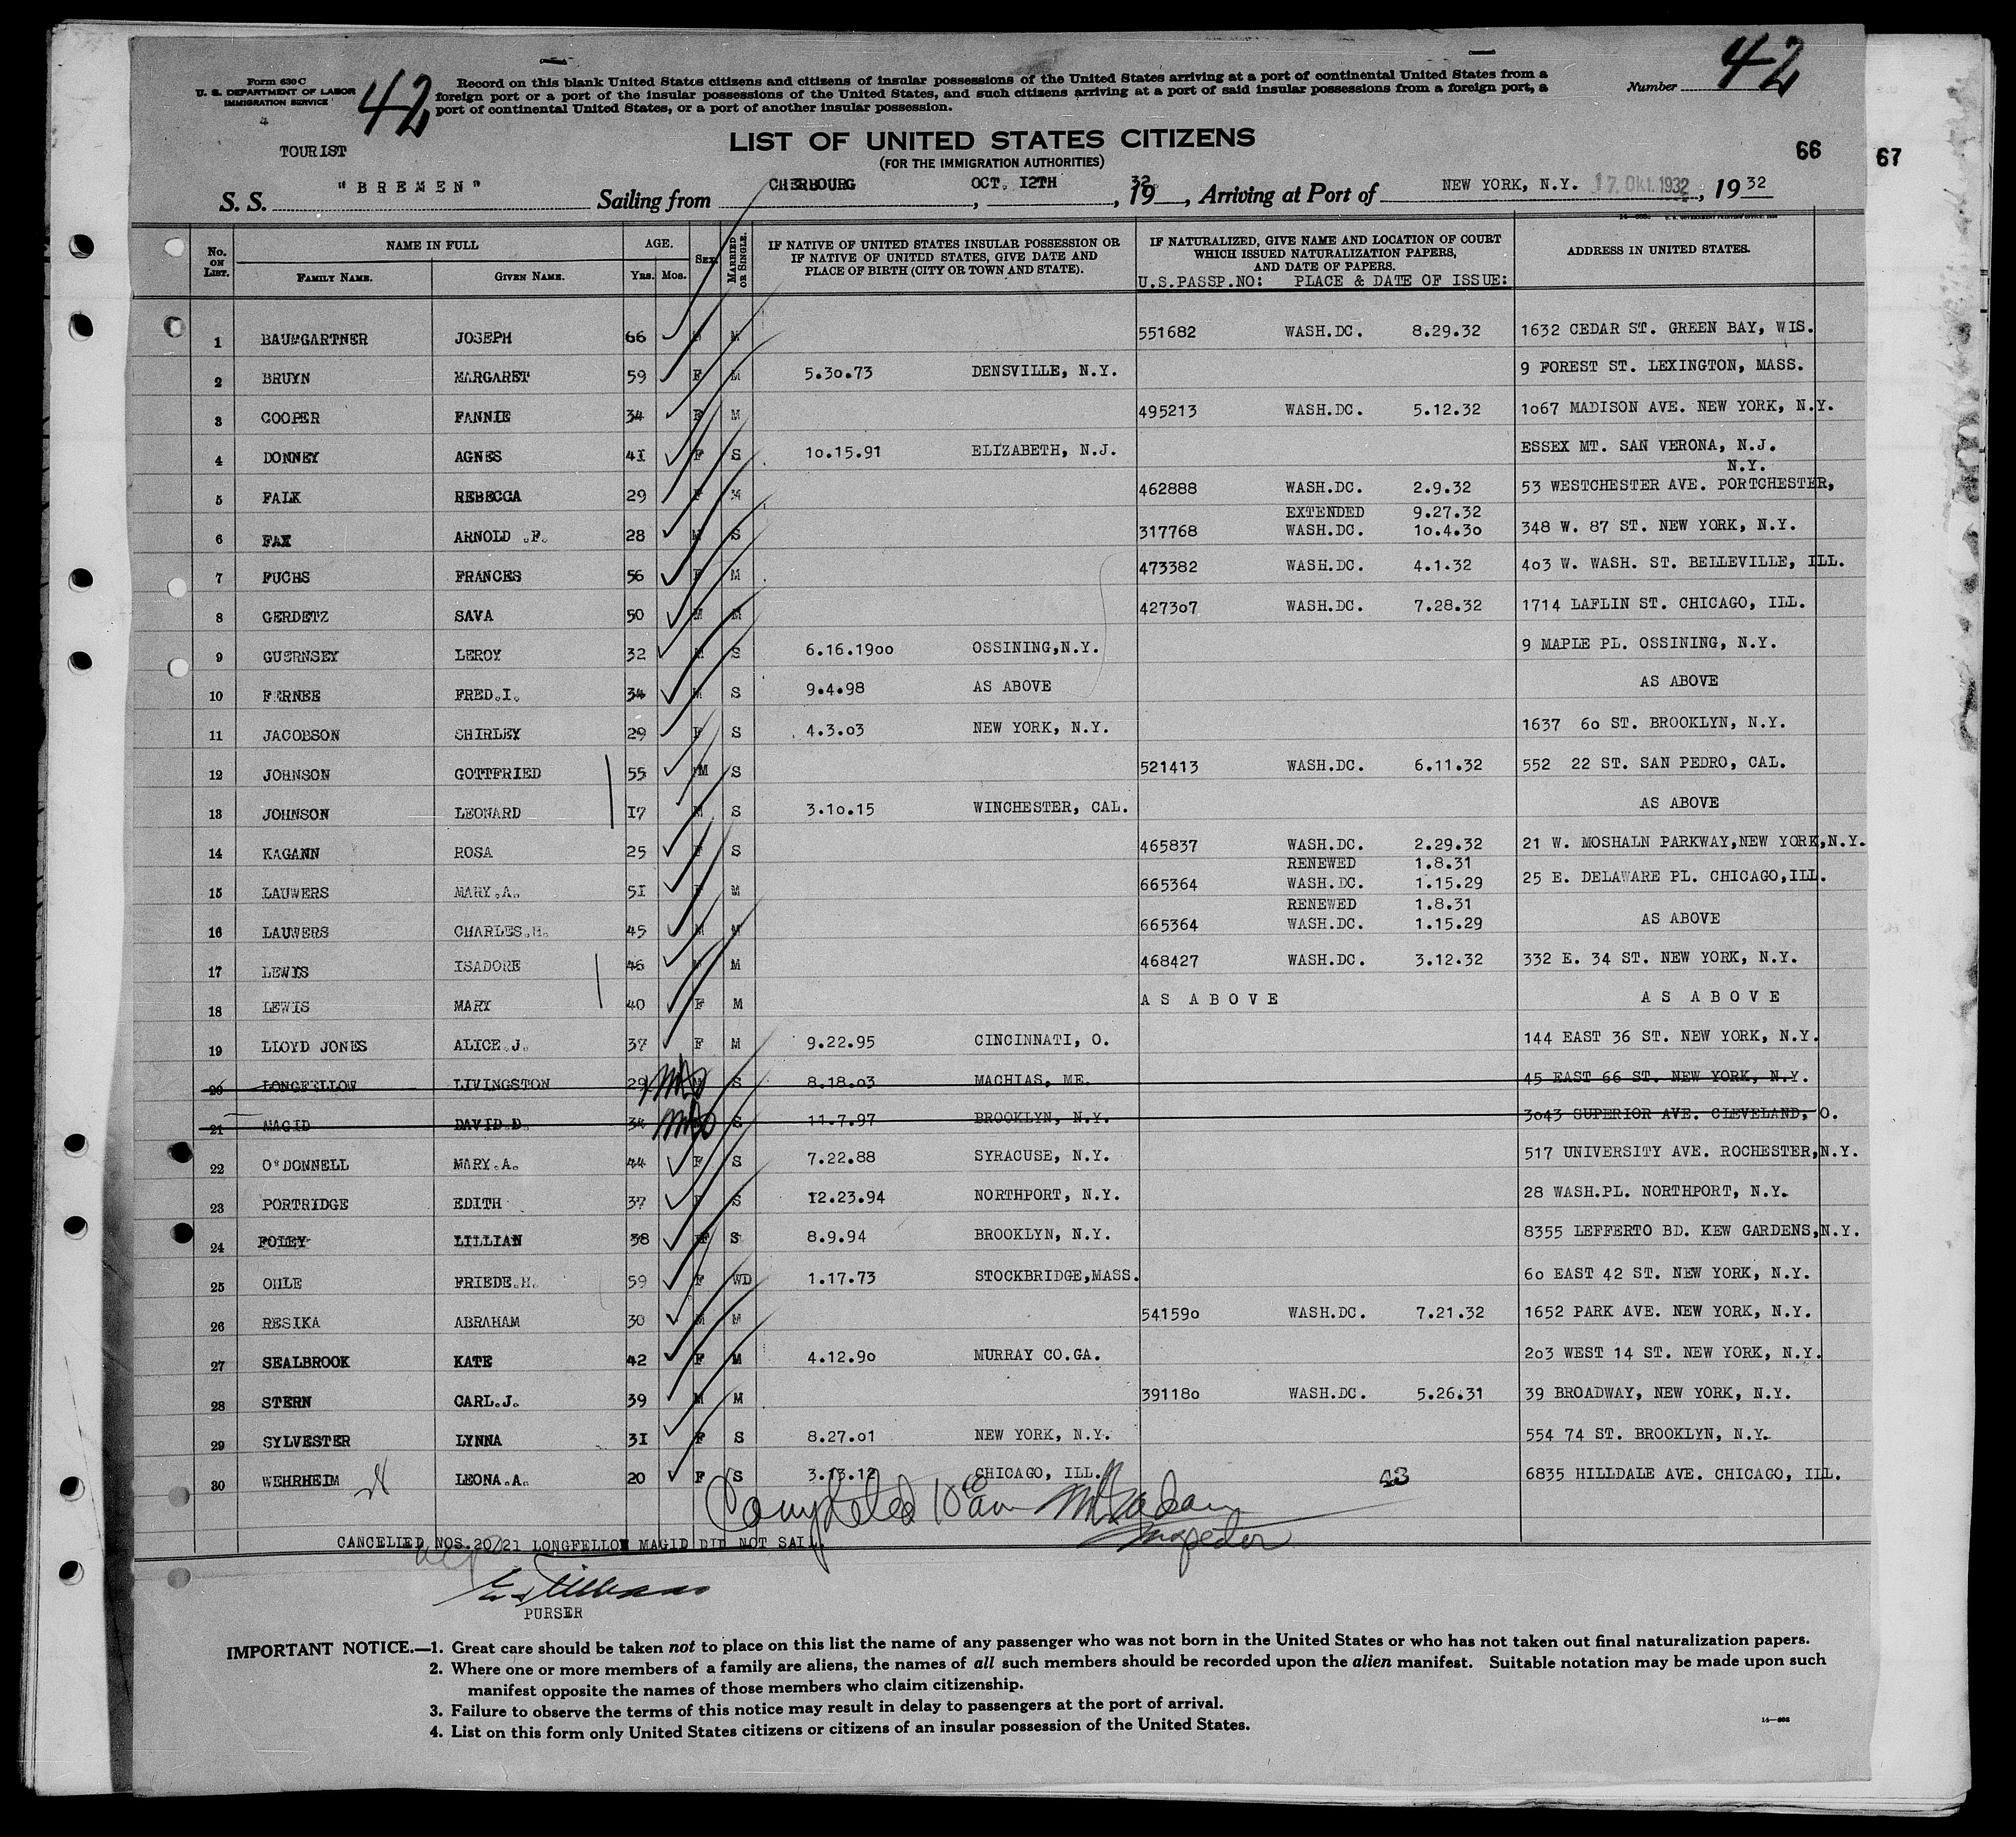 Form 630 C
U. S. DEPARTMENT OF LABOR
IMMIGRATION SERVICE
4
42
Record on this blank United States citizens and citizens of insular possessions of the United States arriving at a port of continental United States from a
foreign port or a port of the insular possessions of the United States, and such citizens arriving at a port of said insular possessions from a foreign port, a
port of continental United States, or a port of another insular possession.
Number 42
TOURIST
LIST OF UNITED STATES CITIZENS
(FOR THE IMMIGRATION AUTHORITIES)
66
67
S. S. "BREMEN" Sailing from CHERBOURG, OCT. I2TH, 1932, Arriving at Port of NEW YORK, N.Y. 17. OKT. 1932, 1932
No. ON LIST. NAME IN FULL AGE. SEX. MARRIED OR SINGLE. IF NATIVE OF UNITED STATES INSULAR POSSESSION OR IF NATIVE OF UNITED STATES, GIVE DATE AND PLACE OF BIRTH (CITY OR TOWN AND STATE). IF NATURALIZED, GIVE NAME AND LOCATION OF COURT WHICH ISSUED NATURALIZATION PAPERS, AND DATE OF PAPERS. ADDRESS IN UNITED STATES.
FAMILY NAME. GIVEN NAME. Yrs. Mos. U.S.PASSP.NO: PLACE & DATE OF ISSUE:
1 BAUMGARTNER JOSEPH 66 M 551682 WASH.DC. 8.29.32 1632 CEDAR ST. GREEN BAY, WIS.
2 BRUYN MARGARET 59 F M 5.30.73 DENSVILLE, N.Y. 9 FOREST ST. LEXINGTON, MASS.
3 COOPER FANNIE 34 F M 495213 WASH.DC. 5.12.32 1067 MADISON AVE. NEW YORK, N.Y.
4 DONNEY AGNES 41 F S 10.15.91 ELIZABETH, N.J. ESSEX MT. SAN VERONA, N.J.
N.Y.
5 FALK REBECCA 29 F M 462888 WASH.DC. 2.9.32 53 WESTCHESTER AVE. PORTCHESTER,
EXTENDED 9.27.32
6 FAX ARNOLD .F. 28 M S 317768 WASH.DC. 10.4.30 348 W. 87 ST. NEW YORK, N.Y.
7 FUCHS FRANCES 56 F M 473382 WASH.DC. 4.1.32 403 W. WASH. ST. BELLEVILLE, ILL.
8 GERDETZ SAVA 50 M M 427307 WASH.DC. 7.28.32 1714 LAFLIN ST. CHICAGO, ILL.
9 GUERNSEY LEROY 32 M S 6.16.1900 OSSINING,N.Y. 9 MAPLE PL. OSSINING, N.Y.
10 FERNEE FRED.I. 34 M S 9.4.98 AS ABOVE AS ABOVE
11 JACOBSON SHIRLEY 29 F S 4.3.03 NEW YORK, N.Y. 1637 60 ST. BROOKLYN, N.Y.
12 JOHNSON GOTTFRIED 55 M S 521413 WASH.DC. 6.11.32 552 22 ST. SAN PEDRO, CAL.
13 JOHNSON LEONARD 17 M S 3.10.15 WINCHESTER, CAL. AS ABOVE
14 KAGANN ROSA 25 F S 465837 WASH.DC. 2.29.32 21 W. MOSHALN PARKWAY,NEW YORK,N.Y.
RENEWED 1.8.31
15 LAUWERS MARY.A. 51 F M 665364 WASH.DC. 1.15.29 25 E. DELAWARE PL. CHICAGO,ILL.
RENEWED 1.8.31
16 LAUWERS CHARLES.H. 45 M M 665364 WASH.DC. 1.15.29 AS ABOVE
17 LEWIS ISADORE 46 M 468427 WASH.DC. 3.12.32 332 E. 34 ST. NEW YORK, N.Y.
18 LEWIS MARY 40 F M AS ABOVE AS ABOVE
19 LLOYD JONES ALICE.J. 37 F M 9.22.95 CINCINNATI, O. 144 EAST 36 ST. NEW YORK, N.Y.
20 LONGFELLOW LIVINGSTON 29 M S 8.18.03 MACHIAS, ME. 45 EAST 66 ST. NEW YORK, N.Y.
21 MAGID DAVID.D. 34 S 11.7.97 BROOKLYN, N.Y. 3043 SUPERIOR AVE. CLEVELAND, O.
22 O'DONNELL MARY.A. 44 F S 7.22.88 SYRACUSE, N.Y. 517 UNIVERSITY AVE. ROCHESTER,N.Y.
23 PORTRIDGE EDITH 37 F S 12.23.94 NORTHPORT, N.Y. 28 WASH.PL. NORTHPORT, N.Y.
24 FOLEY LILLIAN 38 F S 8.9.94 BROOKLYN, N.Y. 8355 LEFFERTO BD. KEW GARDENS,N.Y.
25 OHLE FRIEDE.H. 59 F WD 1.17.73 STOCKBRIDGE,MASS. 60 EAST 42 ST. NEW YORK, N.Y.
26 RESIKA ABRAHAM 30 M M 541590 WASH.DC. 7.21.32 1652 PARK AVE. NEW YORK, N.Y.
27 SEALBROOK KATE 42 F M 4.12.90 MURRAY CO.GA. 203 WEST 14 ST. NEW YORK, N.Y.
28 STERN CARL.J. 39 M M 391180 WASH.DC. 5.26.31 39 BROADWAY, NEW YORK, N.Y.
29 SYLVESTER LYNNA 31 F S 8.27.01 NEW YORK, N.Y. 554 74 ST. BROOKLYN, N.Y.
30 WEHRHEIM LEONA.A. 20 F S 3.13.12 CHICAGO, ILL. 6835 HILLDALE AVE. CHICAGO, ILL.
43
Completed 10 am
Inspector
CANCELLED NOS.20/21 LONGFELLOW MAGID DID NOT SAIL.
PURSER
IMPORTANT NOTICE.—1. Great care should be taken not to place on this list the name of any passenger who was not born in the United States or who has not taken out final naturalization papers.
2. Where one or more members of a family are aliens, the names of all such members should be recorded upon the alien manifest. Suitable notation may be made upon such
manifest opposite the names of those members who claim citizenship.
3. Failure to observe the terms of this notice may result in delay to passengers at the port of arrival.
4. List on this form only United States citizens or citizens of an insular possession of the United States.